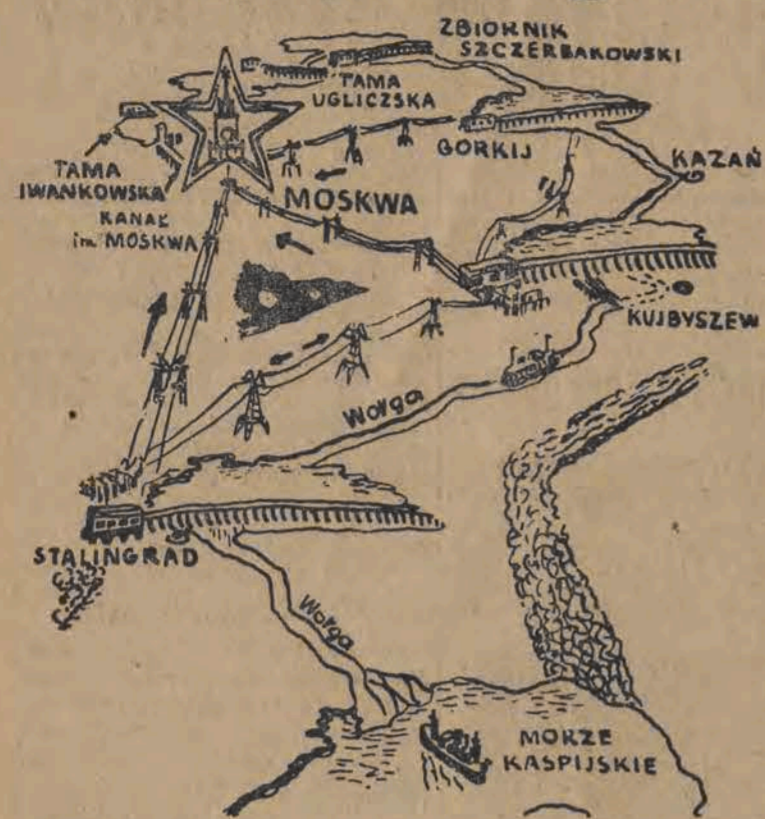 ZBIORNIK
SZCZERBAKOWSKI
TAMA
UGLICZSKA
GORKIJ
KAZAŃ
TAMA
IWANKOWSKA
KANAŁ
im. MOSKWA
MOSKWA
KUJBYSZEW
Wołga
STALINGRAD
Wołga
MORZE
KASPIJSKIE